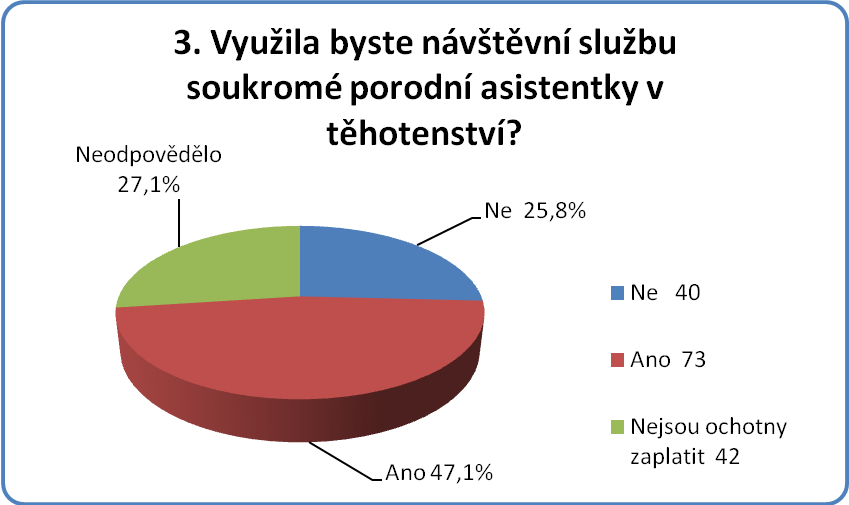 3. Využila byste návštěvní službu
soukromé porodní asistentky v
těhotenství?
Neodpovědělo
27,1%
Ne 25,8%
Ano 47,1%
Ne 40
Ano 73
Nejsou ochotny
zaplatit 42